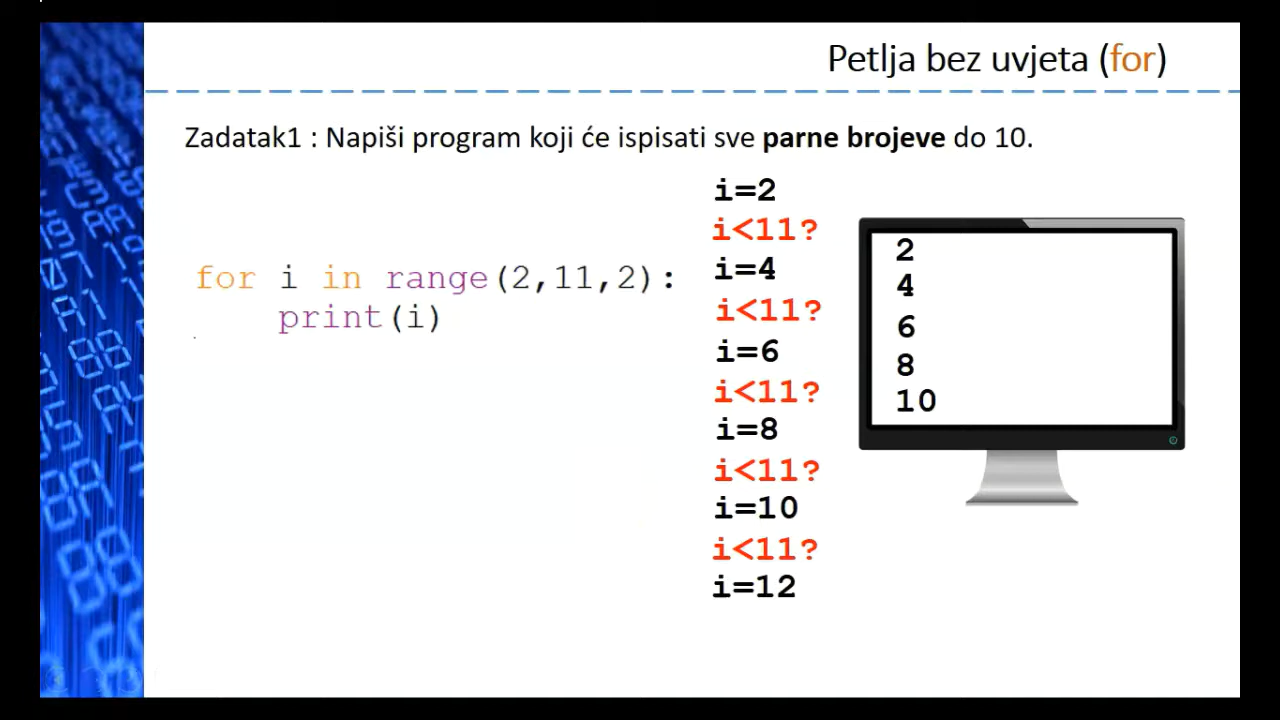 Petlja bez uvjeta (for)
Zadatak1 : Napiši program koji će ispisati sve parne brojeve do 10.
for i in range(2,11,2):
    print(i)
i=2
i<11?
i=4
i<11?
i=6
i<11?
i=8
i<11?
i=10
i<11?
i=12
2
4
6
8
10